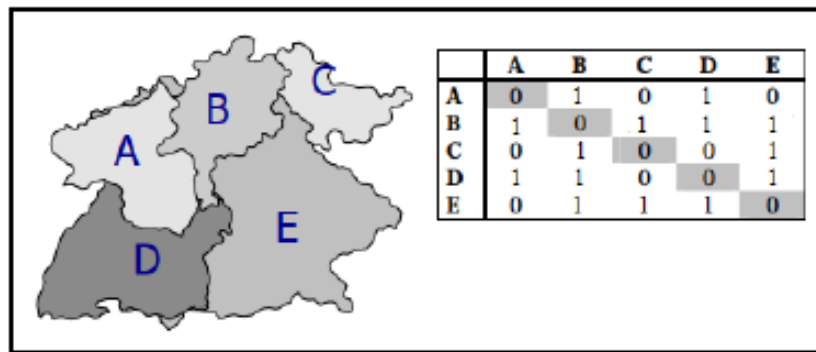 A
B
C
D
E
A B C D E
A 0 1 0 1 0
B 1 0 1 1 1
C 0 1 0 0 1
D 1 1 0 0 1
E 0 1 1 1 0